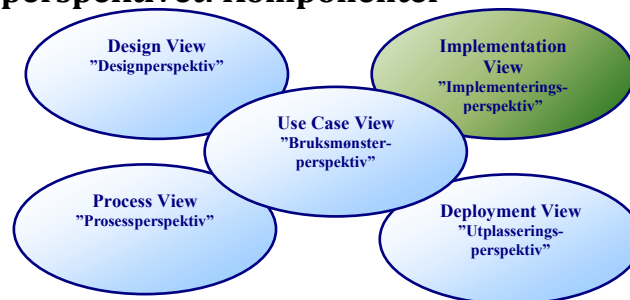 Design View
”Designperspektiv”
Implementation
View
”Implementerings-
perspektiv”
Use Case View
”Bruksmønster-
perspektiv”
Process View
”Prosessperspektiv”
Deployment View
”Utplasserings-
perspektiv”